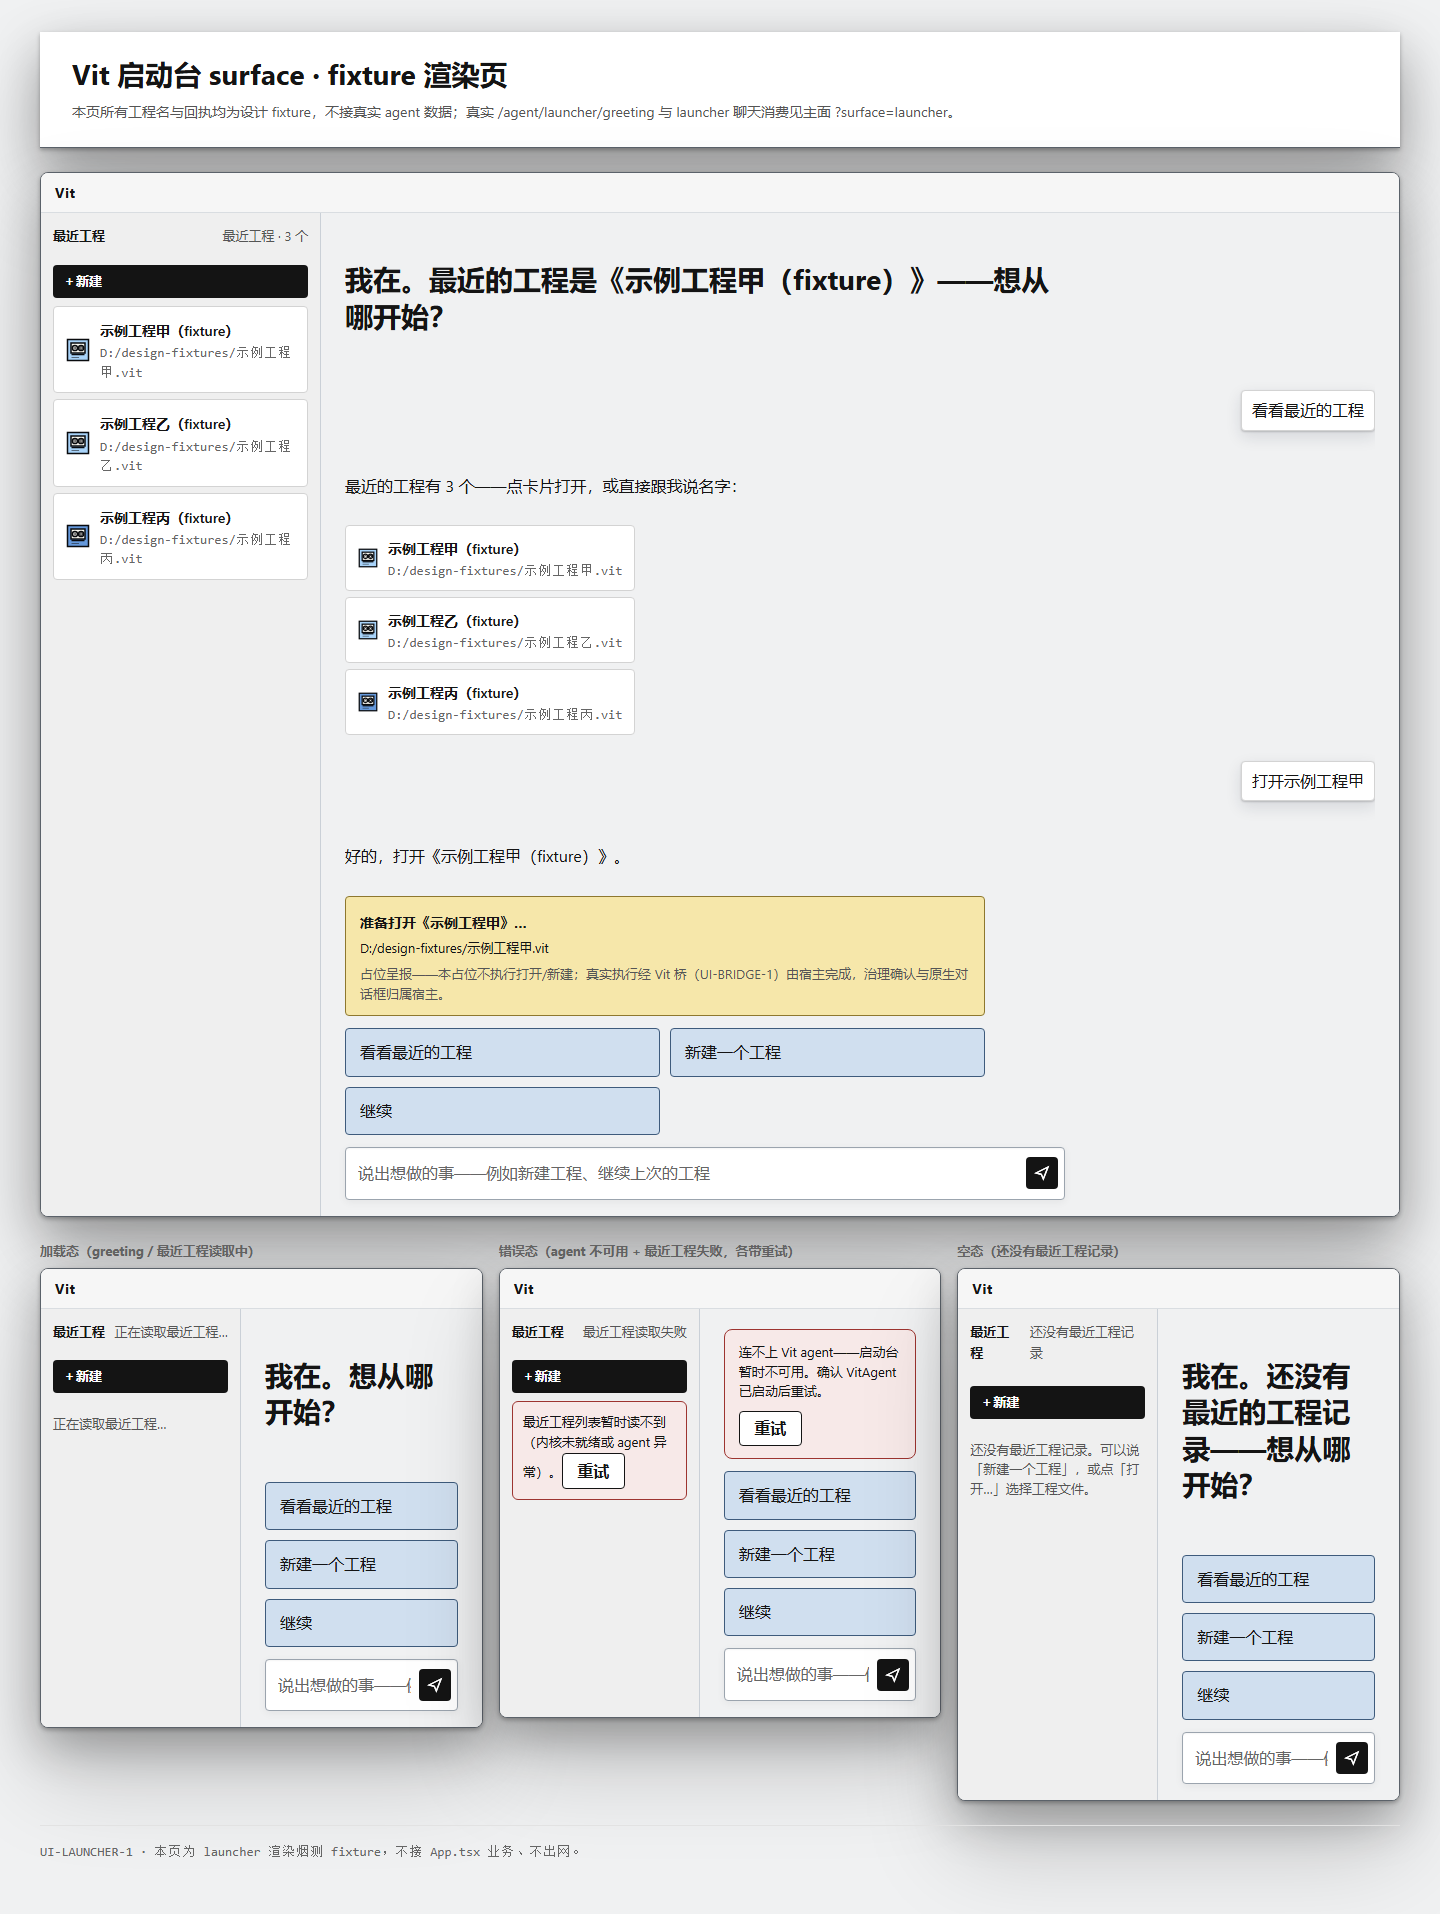 Vit 启动台 surface · fixture 渲染页
本页所有工程名与回执均为设计 fixture，不接真实 agent 数据；真实 /agent/launcher/greeting 与 launcher 聊天消费见主面 ?surface=launcher。
Vit
最近工程
最近工程 · 3 个
+ 新建
示例工程甲（fixture）
D:/design-fixtures/示例工程
甲.vit
示例工程乙（fixture）
D:/design-fixtures/示例工程
乙.vit
示例工程丙（fixture）
D:/design-fixtures/示例工程
丙.vit
我在。最近的工程是《示例工程甲（fixture）》——想从
哪开始？
看看最近的工程
最近的工程有 3 个——点卡片打开，或直接跟我说名字：
示例工程甲（fixture）
D:/design-fixtures/示例工程甲.vit
示例工程乙（fixture）
D:/design-fixtures/示例工程乙.vit
示例工程丙（fixture）
D:/design-fixtures/示例工程丙.vit
打开示例工程甲
好的，打开《示例工程甲（fixture）》。
准备打开《示例工程甲》...
D:/design-fixtures/示例工程甲.vit
占位呈报——本占位不执行打开/新建；真实执行经 Vit 桥（UI-BRIDGE-1）由宿主完成，治理确认与原生对
话框归属宿主。
看看最近的工程
新建一个工程
继续
说出想做的事——例如新建工程、继续上次的工程
加载态（greeting / 最近工程读取中）
Vit
最近工程
正在读取最近工程...
+ 新建
正在读取最近工程...
我在。想从哪
开始？
看看最近的工程
新建一个工程
继续
说出想做的事——
错误态（agent 不可用 + 最近工程失败，各带重试）
Vit
最近工程
最近工程读取失败
+ 新建
最近工程列表暂时读不到
（内核未就绪或 agent 异
常）。 重试
连不上 Vit agent——启动台
暂时不可用。确认 VitAgent
已启动后重试。
重试
看看最近的工程
新建一个工程
继续
说出想做的事——
空态（还没有最近工程记录）
Vit
最近工
程
还没有最近工程记
录
+ 新建
还没有最近工程记录。可以说
「新建一个工程」，或点「打
开...」选择工程文件。
我在。还没有
最近的工程记
录——想从哪
开始？
看看最近的工程
新建一个工程
继续
说出想做的事——
UI-LAUNCHER-1 · 本页为 launcher 渲染烟测 fixture，不接 App.tsx 业务、不出网。